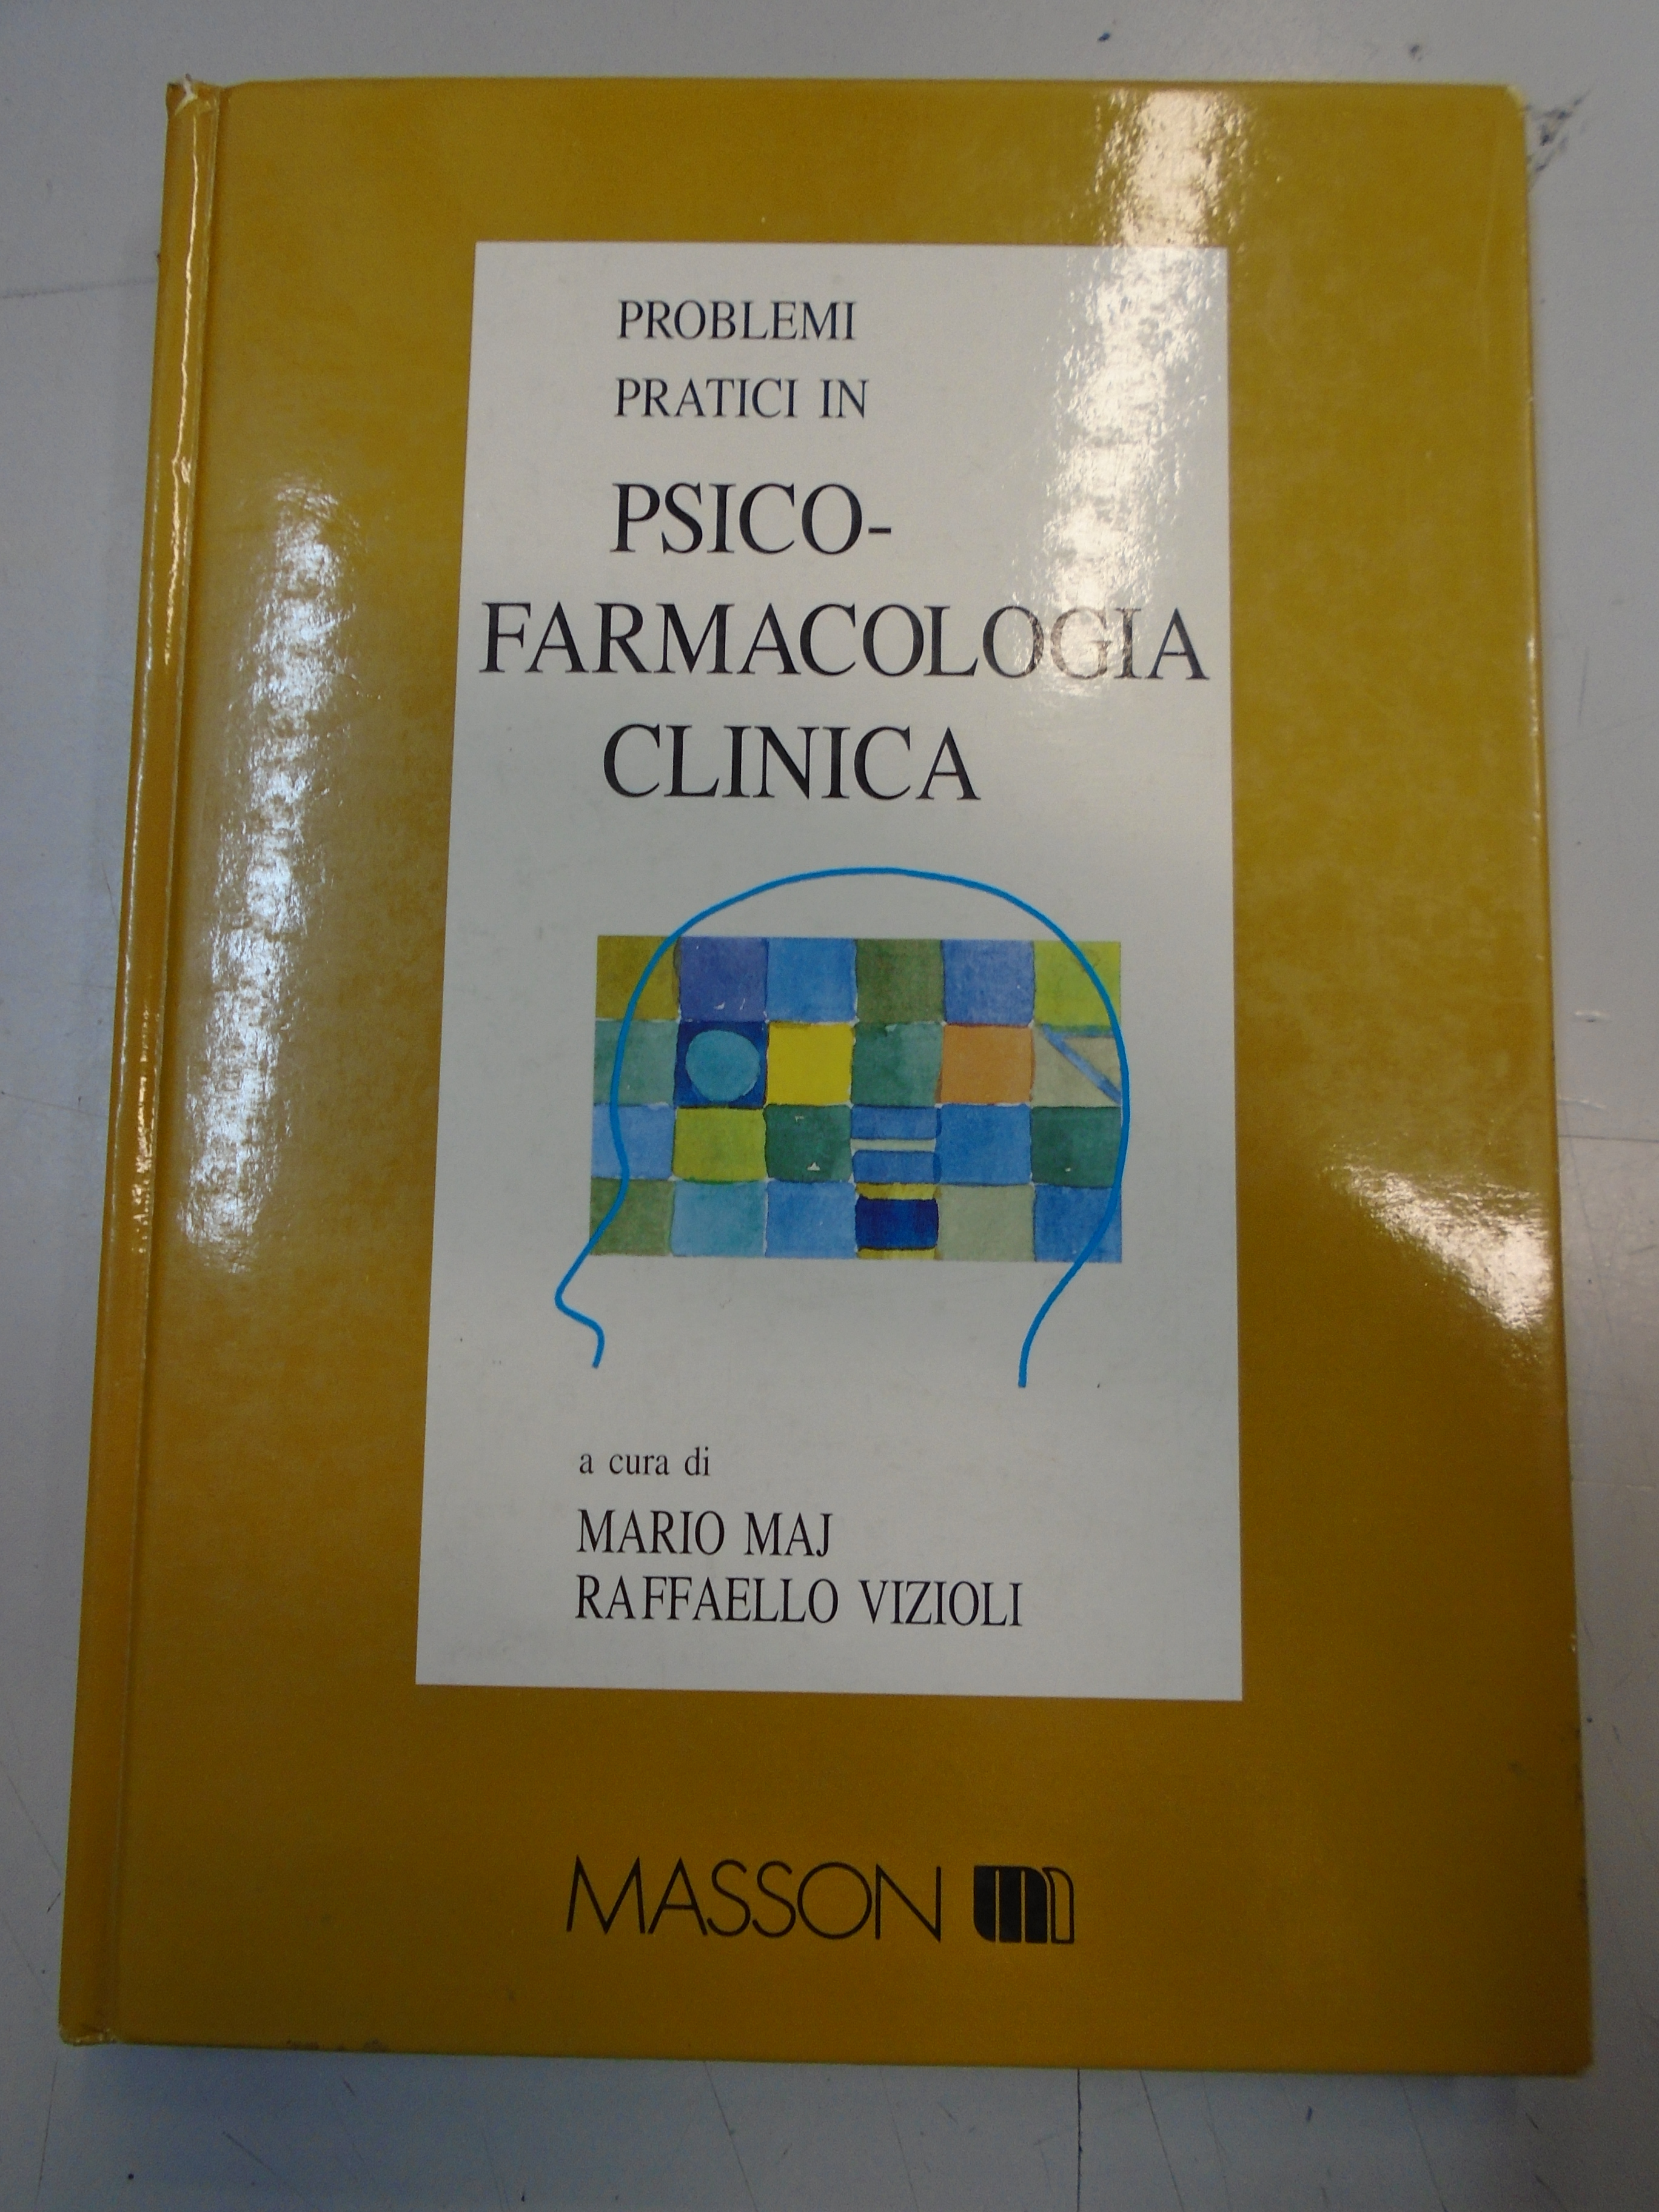 PROBLEMI
PRATICI IN
PSICO-
FARMACOLOGIA
CLINICA
a cura di
MARIO MAJ
RAFFAELLO VIZIOLI
MASSON m